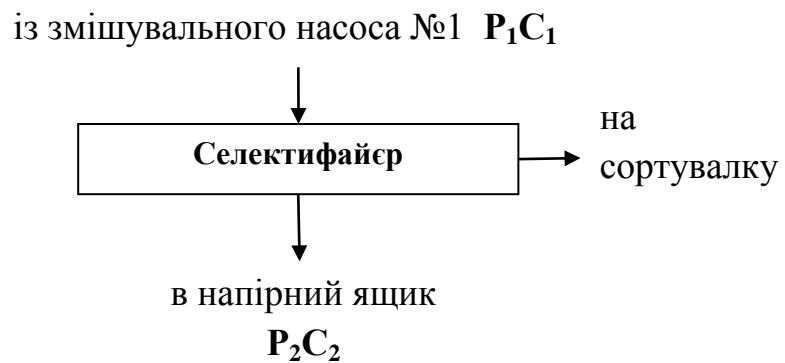 із змішувального насоса №1 P₁C₁
Селектифайєр
на
сортувалку
в напірний ящик
P₂C₂